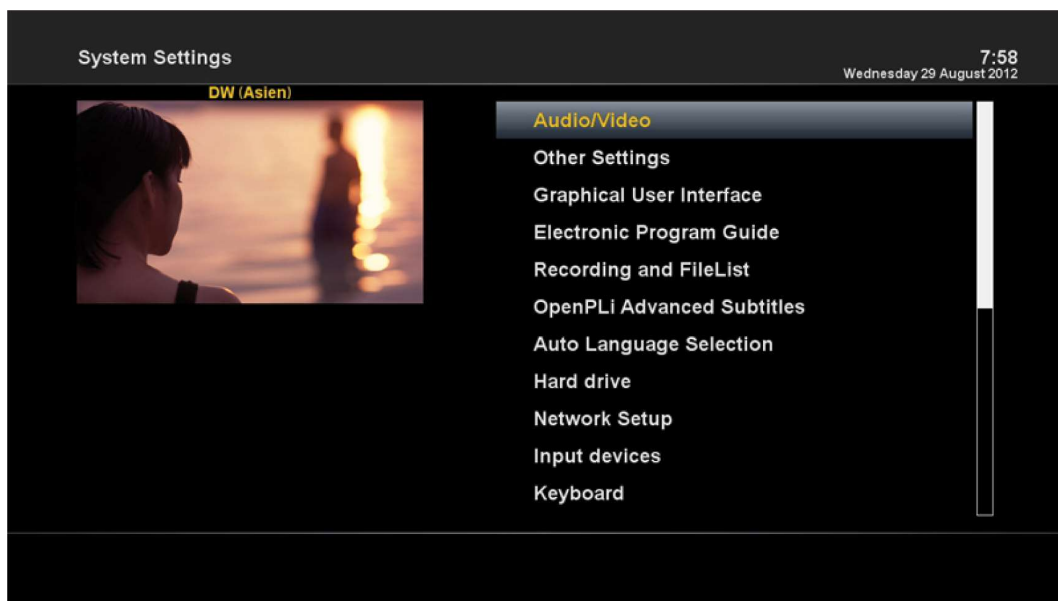 System Settings
7:58
Wednesday 29 August 2012
DW (Asien)
Audio/Video
Other Settings
Graphical User Interface
Electronic Program Guide
Recording and FileList
OpenPLi Advanced Subtitles
Auto Language Selection
Hard drive
Network Setup
Input devices
Keyboard